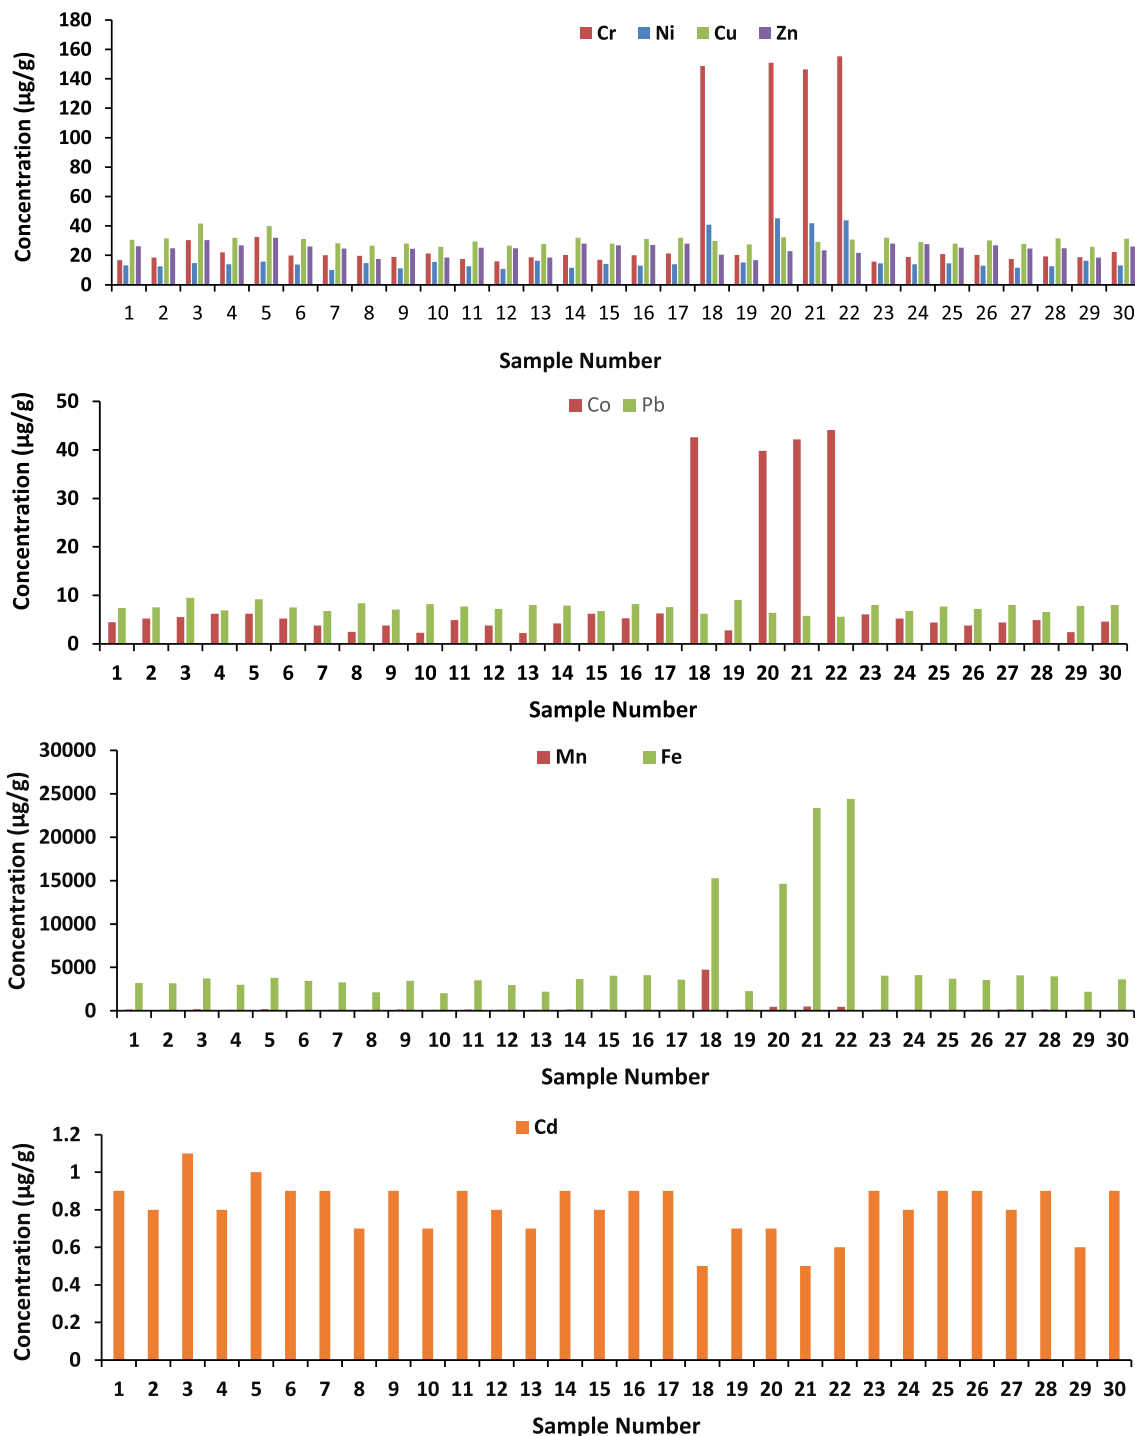 Cr Ni Cu Zn
Concentration (µg/g)
180
160
140
120
100
80
60
40
20
0
1 2 3 4 5 6 7 8 9 10 11 12 13 14 15 16 17 18 19 20 21 22 23 24 25 26 27 28 29 30
Sample Number
Co Pb
Concentration (µg/g)
50
40
30
20
10
0
1 2 3 4 5 6 7 8 9 10 11 12 13 14 15 16 17 18 19 20 21 22 23 24 25 26 27 28 29 30
Sample Number
Mn Fe
Concentration (µg/g)
30000
25000
20000
15000
10000
5000
0
1 2 3 4 5 6 7 8 9 10 11 12 13 14 15 16 17 18 19 20 21 22 23 24 25 26 27 28 29 30
Sample Number
Cd
Concentration (µg/g)
1.2
1
0.8
0.6
0.4
0.2
0
1 2 3 4 5 6 7 8 9 10 11 12 13 14 15 16 17 18 19 20 21 22 23 24 25 26 27 28 29 30
Sample Number